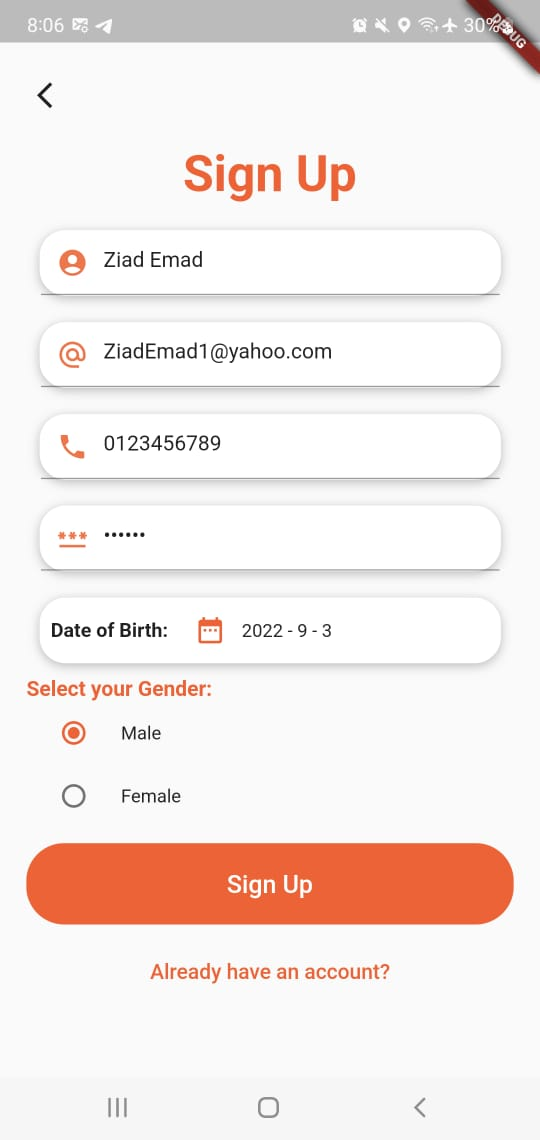 8:06 30%
DEBUG
Sign Up
Ziad Emad
ZiadEmad1@yahoo.com
0123456789
***
••••••
Date of Birth: 2022 - 9 - 3
Select your Gender:
Male
Female
Sign Up
Already have an account?